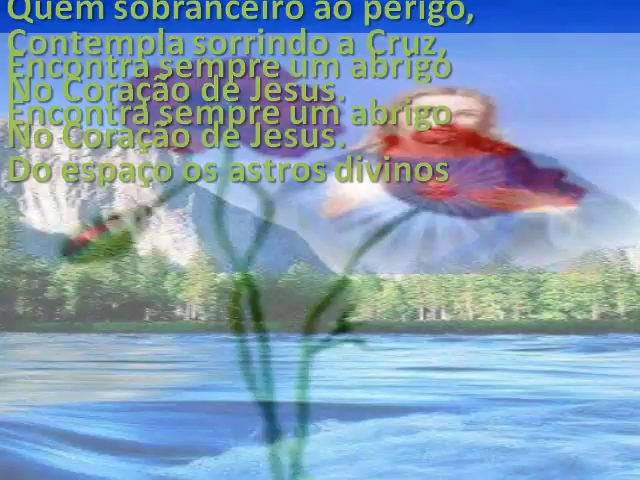 Quem sobranceiro ao perigo,
Contempla sorrindo a Cruz,
Encontra sempre um abrigo
No Coração de Jesus.
Encontra sempre um abrigo
No Coração de Jesus.
Do espaço os astros divinos